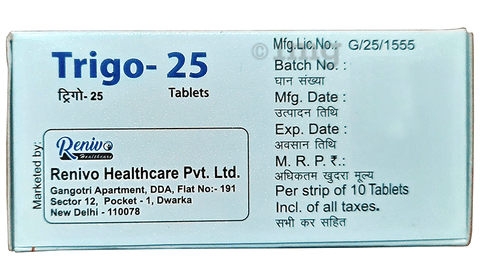 Trigo- 25
ट्रिगो- 25 Tablets
Marketed by:
Renivo
Healthcare
Renivo Healthcare Pvt. Ltd.
Gangotri Apartment, DDA, Flat No:- 191
Sector 12, Pocket - 1, Dwarka
New Delhi - 110078
Mfg.Lic.No.: G/25/1555
Batch No. :
घान संख्या
Mfg. Date :
उत्पादन तिथि
Exp. Date :
अवसान तिथि
M. R. P. ₹.:
अधिकतम खुदरा मूल्य
Per strip of 10 Tablets
Incl. of all taxes.
सभी कर सहित